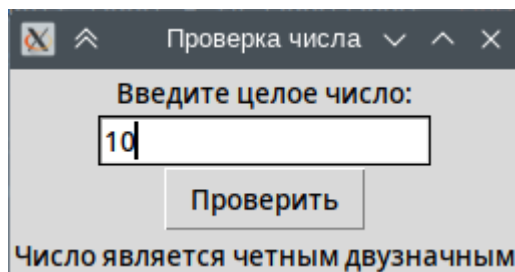 Проверка числа
Введите целое число:
10
Проверить
Число является четным двузначным